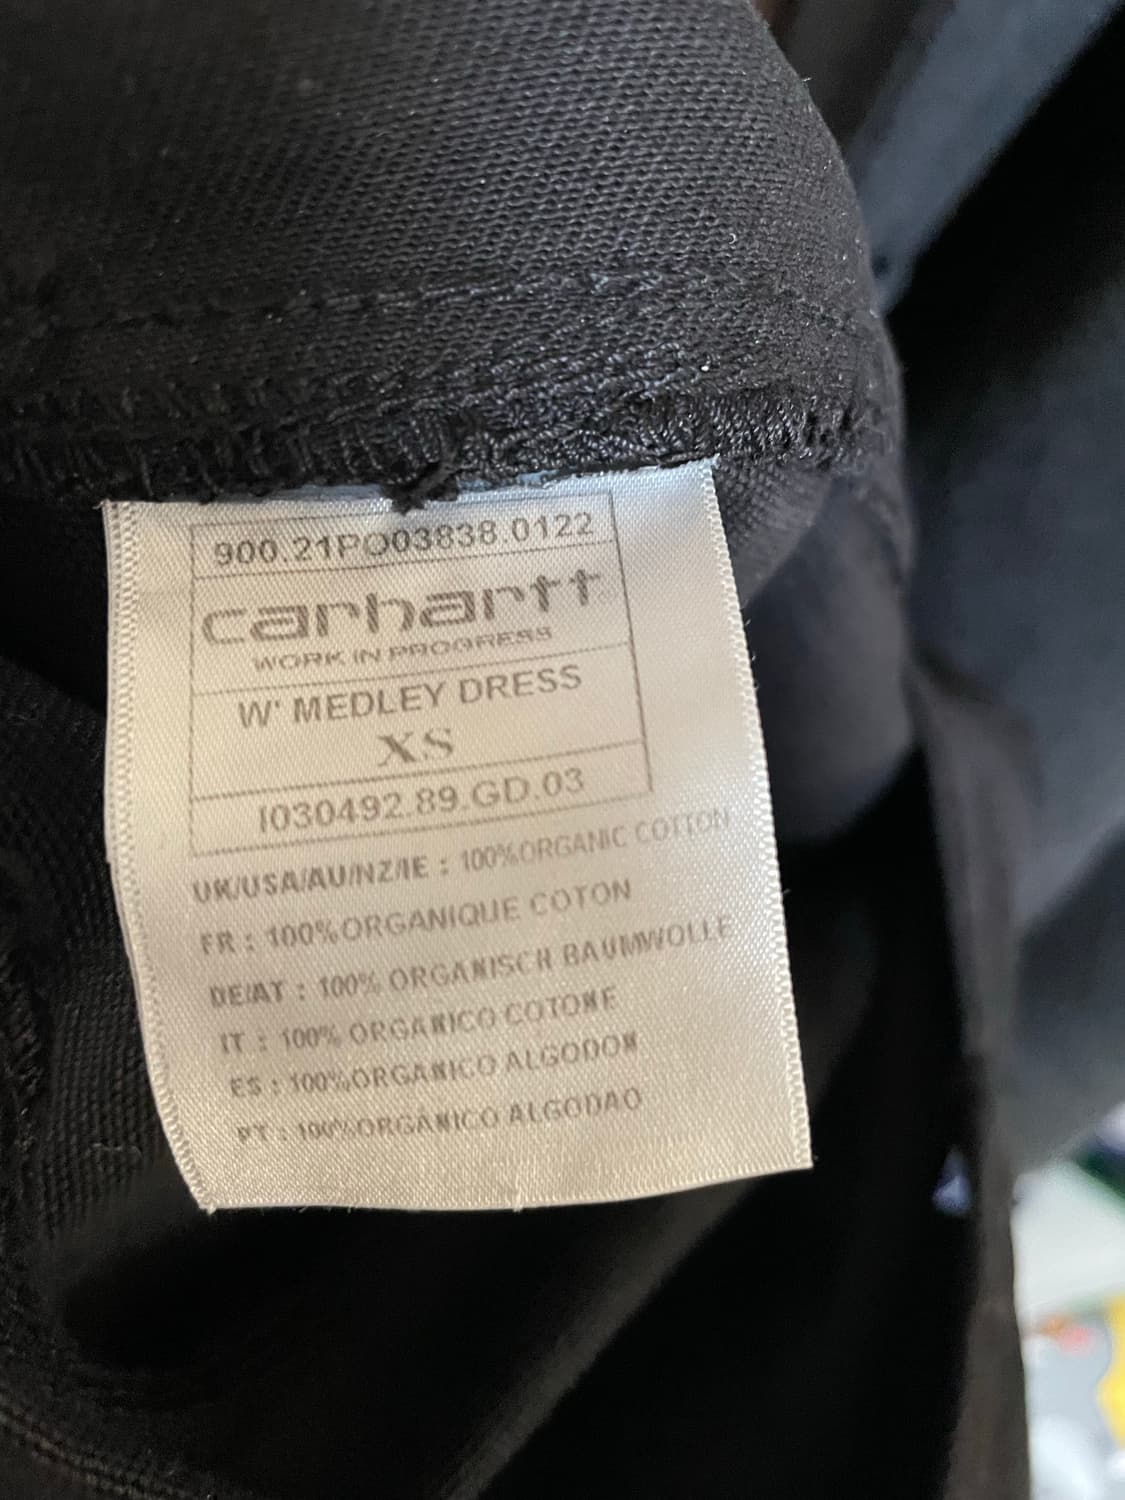 900.21PO03838.0122
carhartt®
WORK IN PROGRESS
W' MEDLEY DRESS
XS
I030492.89.GD.03
UK/USA/AU/NZ/IE : 100%ORGANIC COTTON
FR : 100%ORGANIQUE COTON
DE/AT : 100% ORGANISCH BAUMWOLLE
IT : 100% ORGANICO COTONE
ES : 100%ORGANICO ALGODON
PT : 100%ORGANICO ALGODAO